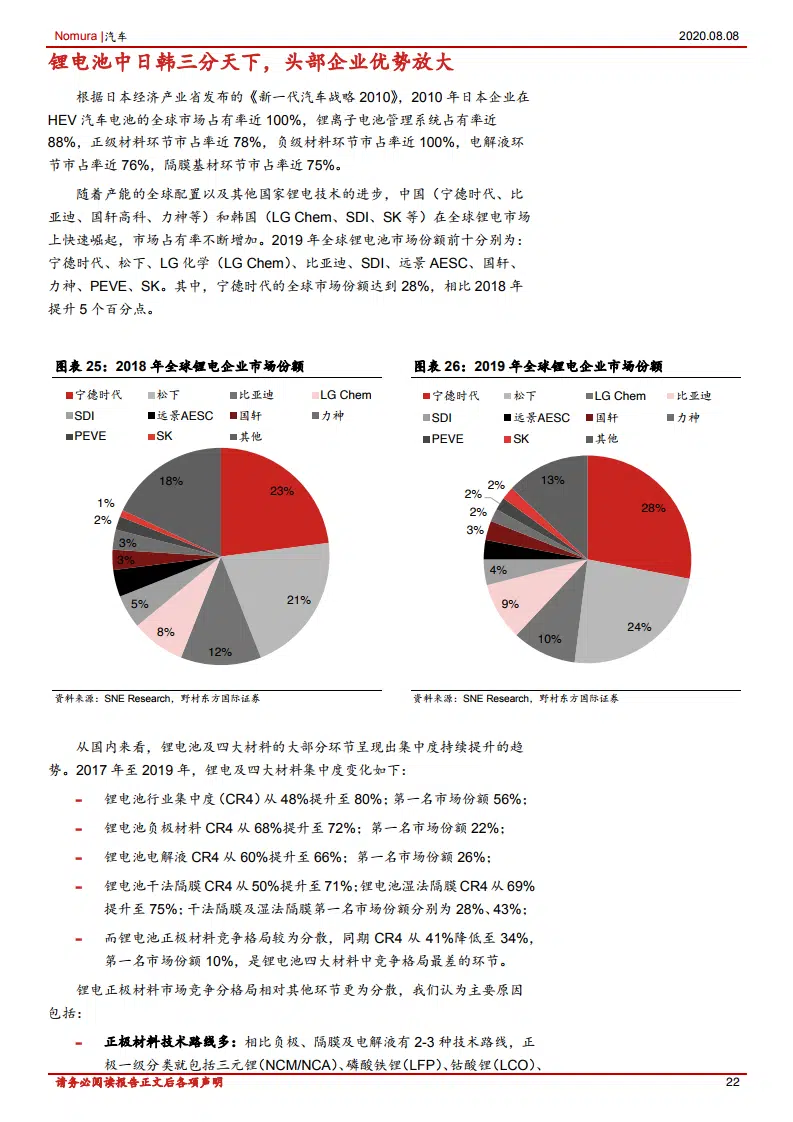 Nomura |汽车
2020.08.08
锂电池中日韩三分天下，头部企业优势放大
根据日本经济产业省发布的《新一代汽车战略 2010》，2010 年日本企业在
HEV 汽车电池的全球市场占有率近 100%，锂离子电池管理系统占有率近
88%，正级材料环节市占率近 78%，负级材料环节市占率近 100%，电解液环
节市占率近 76%，隔膜基材环节市占率近 75%。
随着产能的全球配置以及其他国家锂电技术的进步，中国（宁德时代、比
亚迪、国轩高科、力神等）和韩国（LG Chem、SDI、SK 等）在全球锂电市场
上快速崛起，市场占有率不断增加。2019 年全球锂电池市场份额前十分别为：
宁德时代、松下、LG 化学（LG Chem）、比亚迪、SDI、远景 AESC、国轩、
力神、PEVE、SK。其中，宁德时代的全球市场份额达到 28%，相比 2018 年
提升 5 个百分点。
图表 25：2018 年全球锂电企业市场份额
宁德时代 松下 比亚迪 LG Chem
SDI 远景AESC 国轩 力神
PEVE SK 其他
18%
23%
1%
2%
3%
3%
5%
8%
12%
21%
资料来源：SNE Research，野村东方国际证券
图表 26：2019 年全球锂电企业市场份额
宁德时代 松下 LG Chem 比亚迪
SDI 远景AESC 国轩 力神
PEVE SK 其他
13%
2%
2%
2%
3%
28%
4%
9%
10%
24%
资料来源：SNE Research，野村东方国际证券
从国内来看，锂电池及四大材料的大部分环节呈现出集中度持续提升的趋
势。2017 年至 2019 年，锂电及四大材料集中度变化如下：
- 锂电池行业集中度（CR4）从 48%提升至 80%；第一名市场份额 56%；
- 锂电池负极材料 CR4 从 68%提升至 72%；第一名市场份额 22%；
- 锂电池电解液 CR4 从 60%提升至 66%；第一名市场份额 26%；
- 锂电池干法隔膜 CR4 从 50%提升至 71%；锂电池湿法隔膜 CR4 从 69%
提升至 75%；干法隔膜及湿法隔膜第一名市场份额分别为 28%、43%；
- 而锂电池正极材料竞争格局较为分散，同期 CR4 从 41%降低至 34%，
第一名市场份额 10%，是锂电池四大材料中竞争格局最差的环节。
锂电正极材料市场竞争分格局相对其他环节更为分散，我们认为主要原因
包括：
- 正极材料技术路线多：相比负极、隔膜及电解液有 2-3 种技术路线，正
极一级分类就包括三元锂（NCM/NCA）、磷酸铁锂（LFP）、钴酸锂（LCO）、
请务必阅读报告正文后各项声明
22